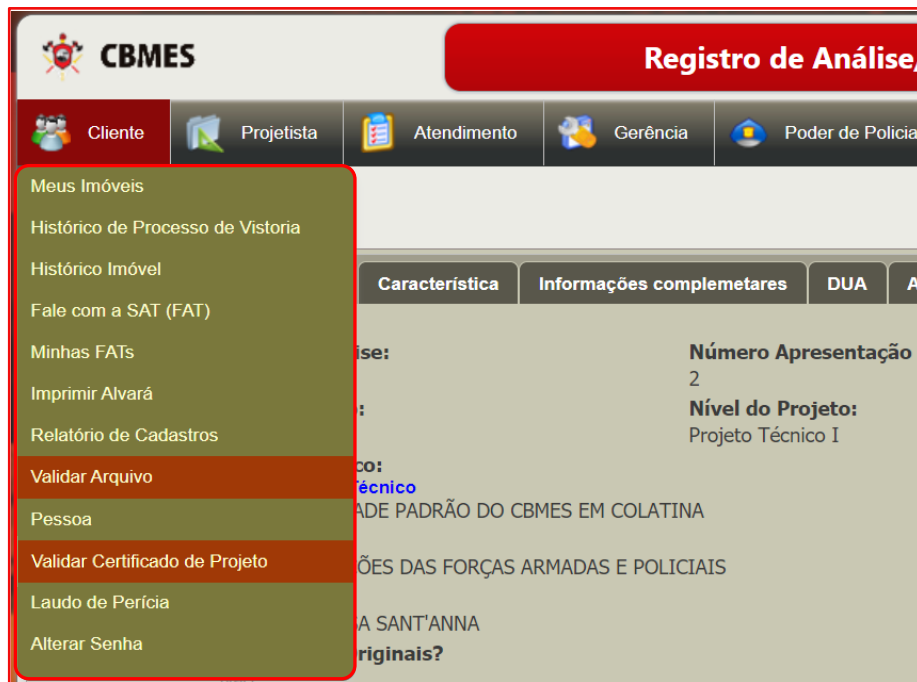 CBMES
Registro de Análise/
Cliente
Projetista
Atendimento
Gerência
Poder de Policia
Meus Imóveis
Histórico de Processo de Vistoria
Histórico Imóvel
Fale com a SAT (FAT)
Minhas FATs
Imprimir Alvará
Relatório de Cadastros
Validar Arquivo
Pessoa
Validar Certificado de Projeto
Laudo de Perícia
Alterar Senha
Característica
Informações complemetares
DUA
A
ise:
Número Apresentação
2
o:
Nível do Projeto:
Projeto Técnico I
co:
Técnico
ADE PADRÃO DO CBMES EM COLATINA
ÕES DAS FORÇAS ARMADAS E POLICIAIS
A SANT'ANNA
riginais?